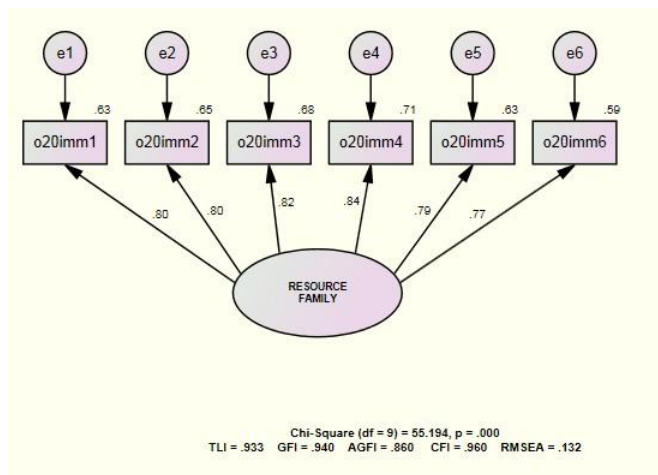 e1 e2 e3 e4 e5 e6
.63 .65 .68 .71 .63 .59
o20imm1 o20imm2 o20imm3 o20imm4 o20imm5 o20imm6
.80 .80 .82 .84 .79 .77
RESOURCE
FAMILY
Chi-Square (df = 9) = 55.194, p = .000
TLI = .933 GFI = .940 AGFI = .860 CFI = .960 RMSEA = .132